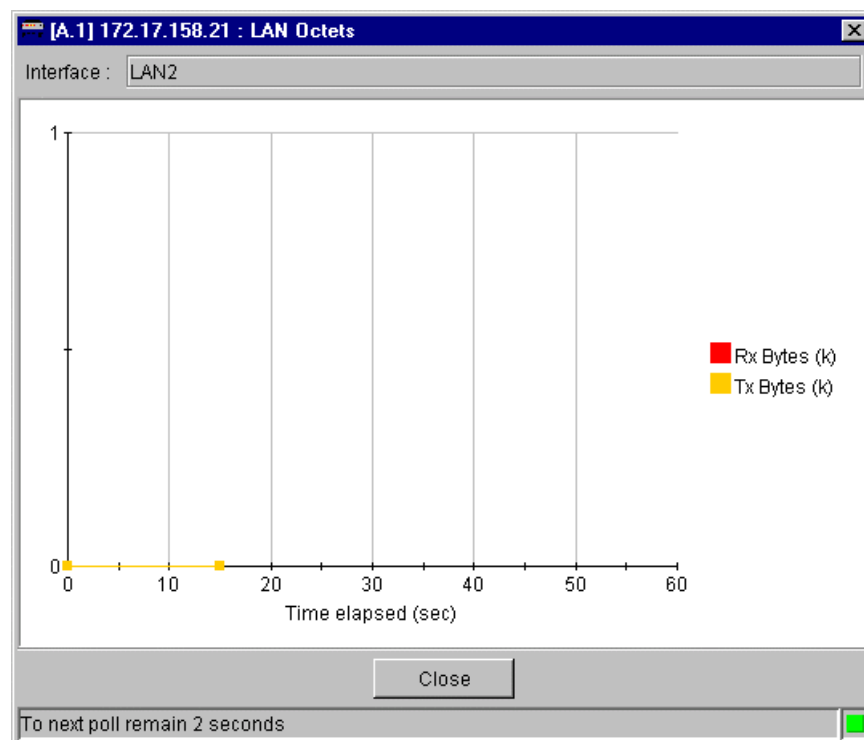 [A.1] 172.17.158.21 : LAN Octets
Interface : LAN2
1
Rx Bytes (k)
Tx Bytes (k)
0
0 10 20 30 40 50 60
Time elapsed (sec)
Close
To next poll remain 2 seconds